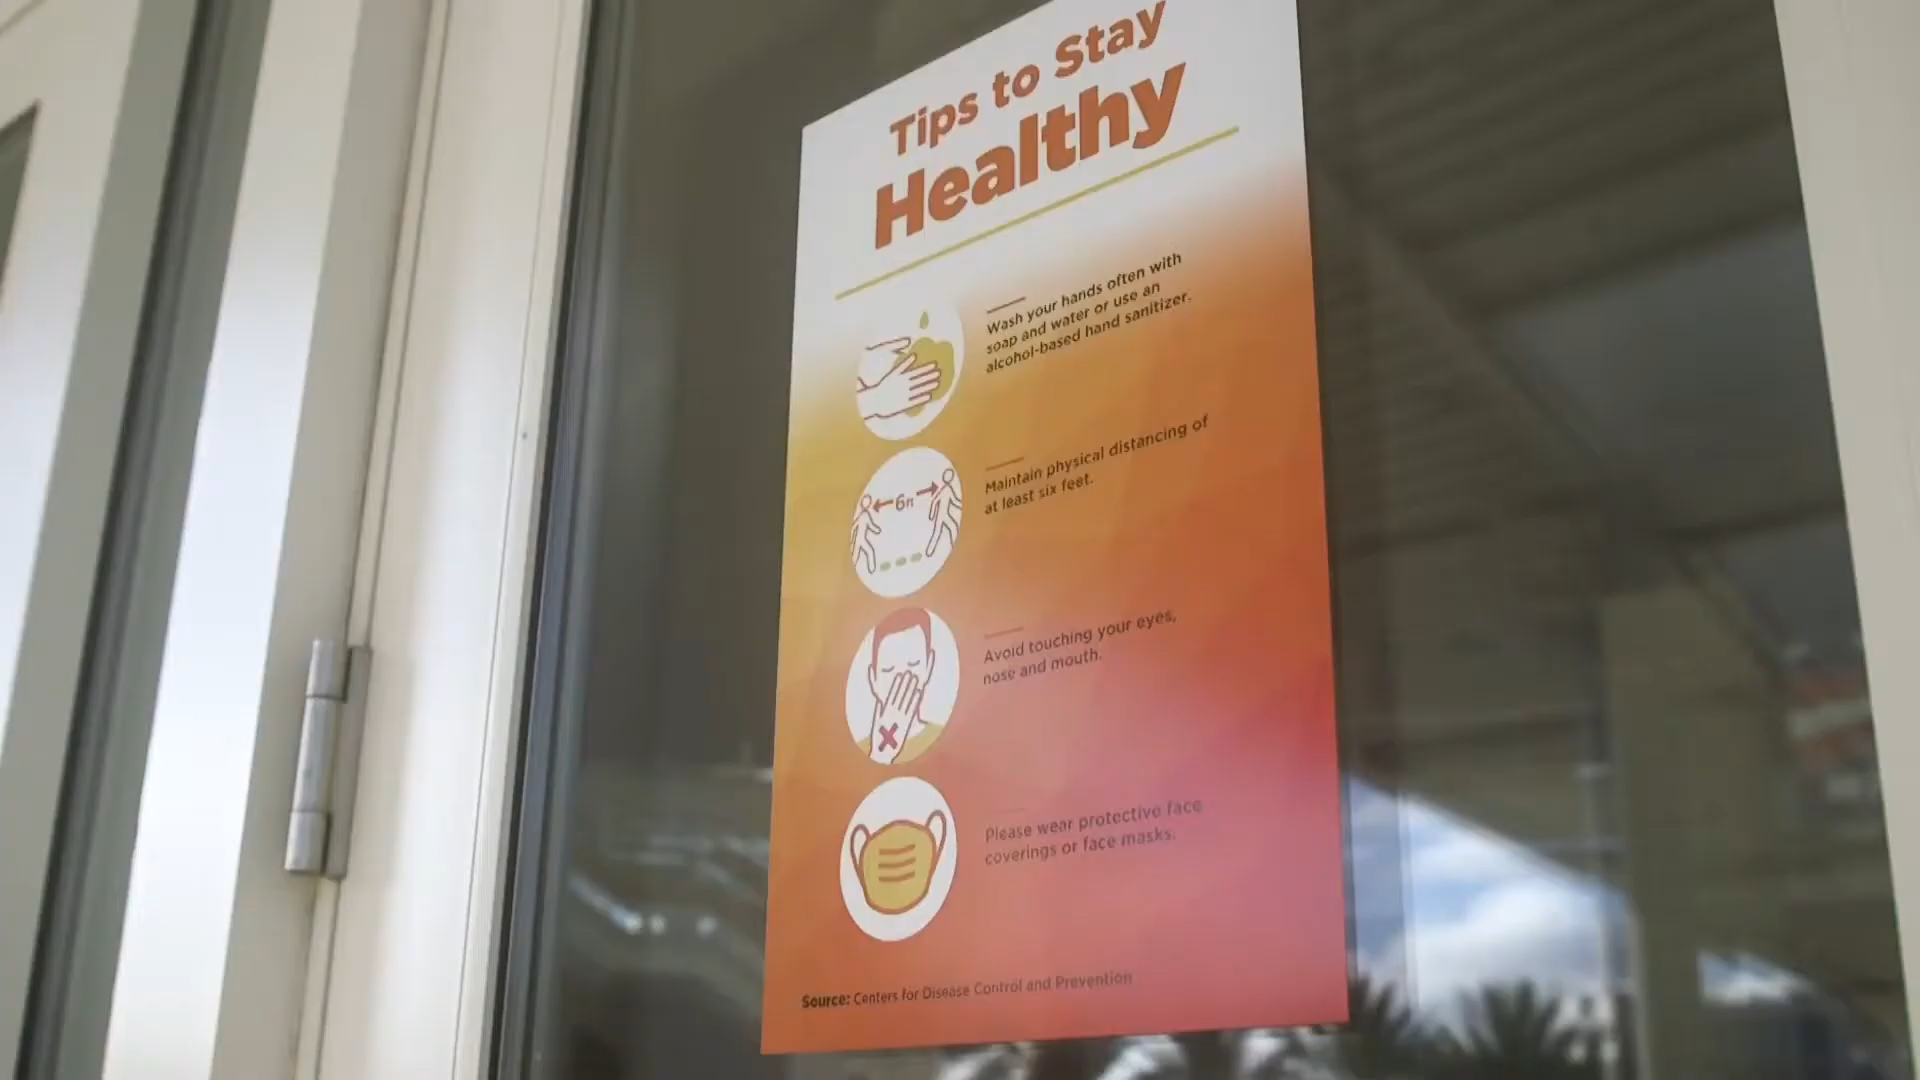 Tips to Stay
Healthy
Wash your hands often with
soap and water or use an
alcohol-based hand sanitizer.
6FT
Maintain physical distancing of
at least six feet.
Avoid touching your eyes,
nose and mouth.
Please wear protective face
coverings or face masks.
Source: Centers for Disease Control and Prevention